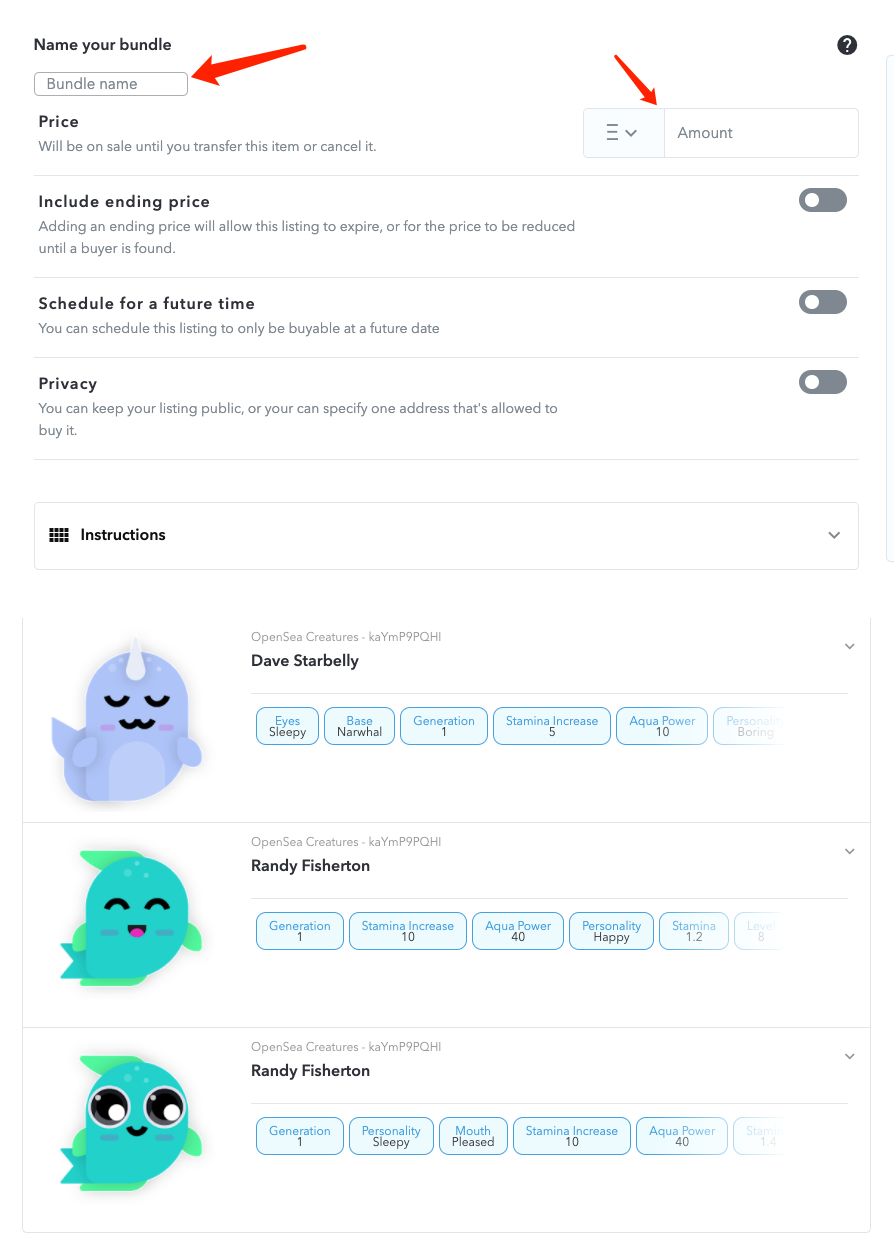 Name your bundle
Bundle name
Price
Will be on sale until you transfer this item or cancel it.
Amount
Include ending price
Adding an ending price will allow this listing to expire, or for the price to be reduced
until a buyer is found.
Schedule for a future time
You can schedule this listing to only be buyable at a future date
Privacy
You can keep your listing public, or your can specify one address that's allowed to
buy it.
Instructions
OpenSea Creatures - kaYmP9PQHI
Dave Starbelly
Eyes Base Generation Stamina Increase Aqua Power Personality
Sleepy Narwhal 1 5 10 Boring
OpenSea Creatures - kaYmP9PQHI
Randy Fisherton
Generation Stamina Increase Aqua Power Personality Stamina Level
1 10 40 Happy 1.2 8
OpenSea Creatures - kaYmP9PQHI
Randy Fisherton
Generation Personality Mouth Stamina Increase Aqua Power Stamina
1 Sleepy Pleased 10 40 1.4